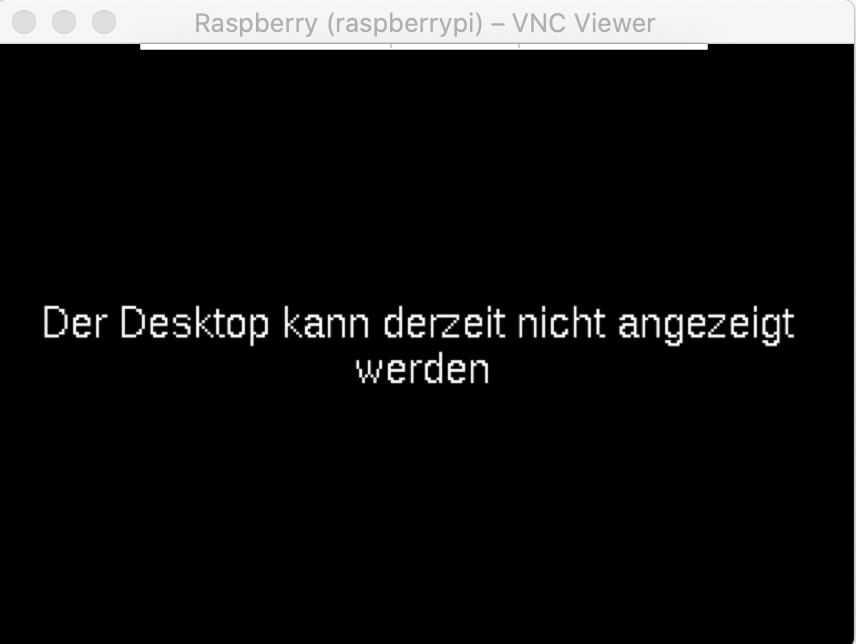 Raspberry (raspberrypi) – VNC Viewer
Der Desktop kann derzeit nicht angezeigt
werden